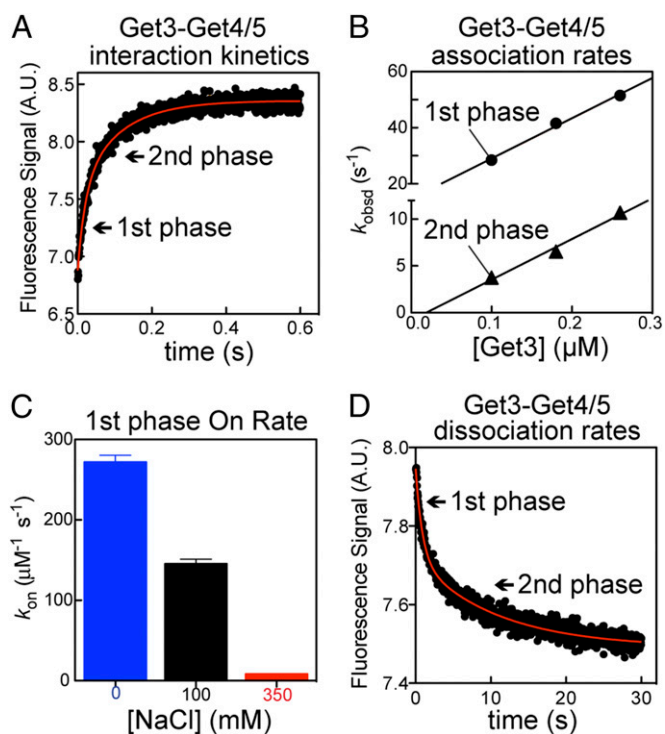 A
Get3-Get4/5
interaction kinetics
Fluorescence Signal (A.U.)
8.5
8.0
7.5
7.0
6.5
2nd phase
1st phase
0.0 0.2 0.4 0.6
time (s)
B
Get3-Get4/5
association rates
kobsd (s⁻¹)
60
40
20
10
5
0
1st phase
2nd phase
0.0 0.1 0.2 0.3
[Get3] (µM)
C
1st phase On Rate
kon (µM⁻¹ s⁻¹)
300
200
100
0
0 100 350
[NaCl] (mM)
D
Get3-Get4/5
dissociation rates
Fluorescence Signal (A.U.)
8.0
7.8
7.6
7.4
1st phase
2nd phase
0 10 20 30
time (s)